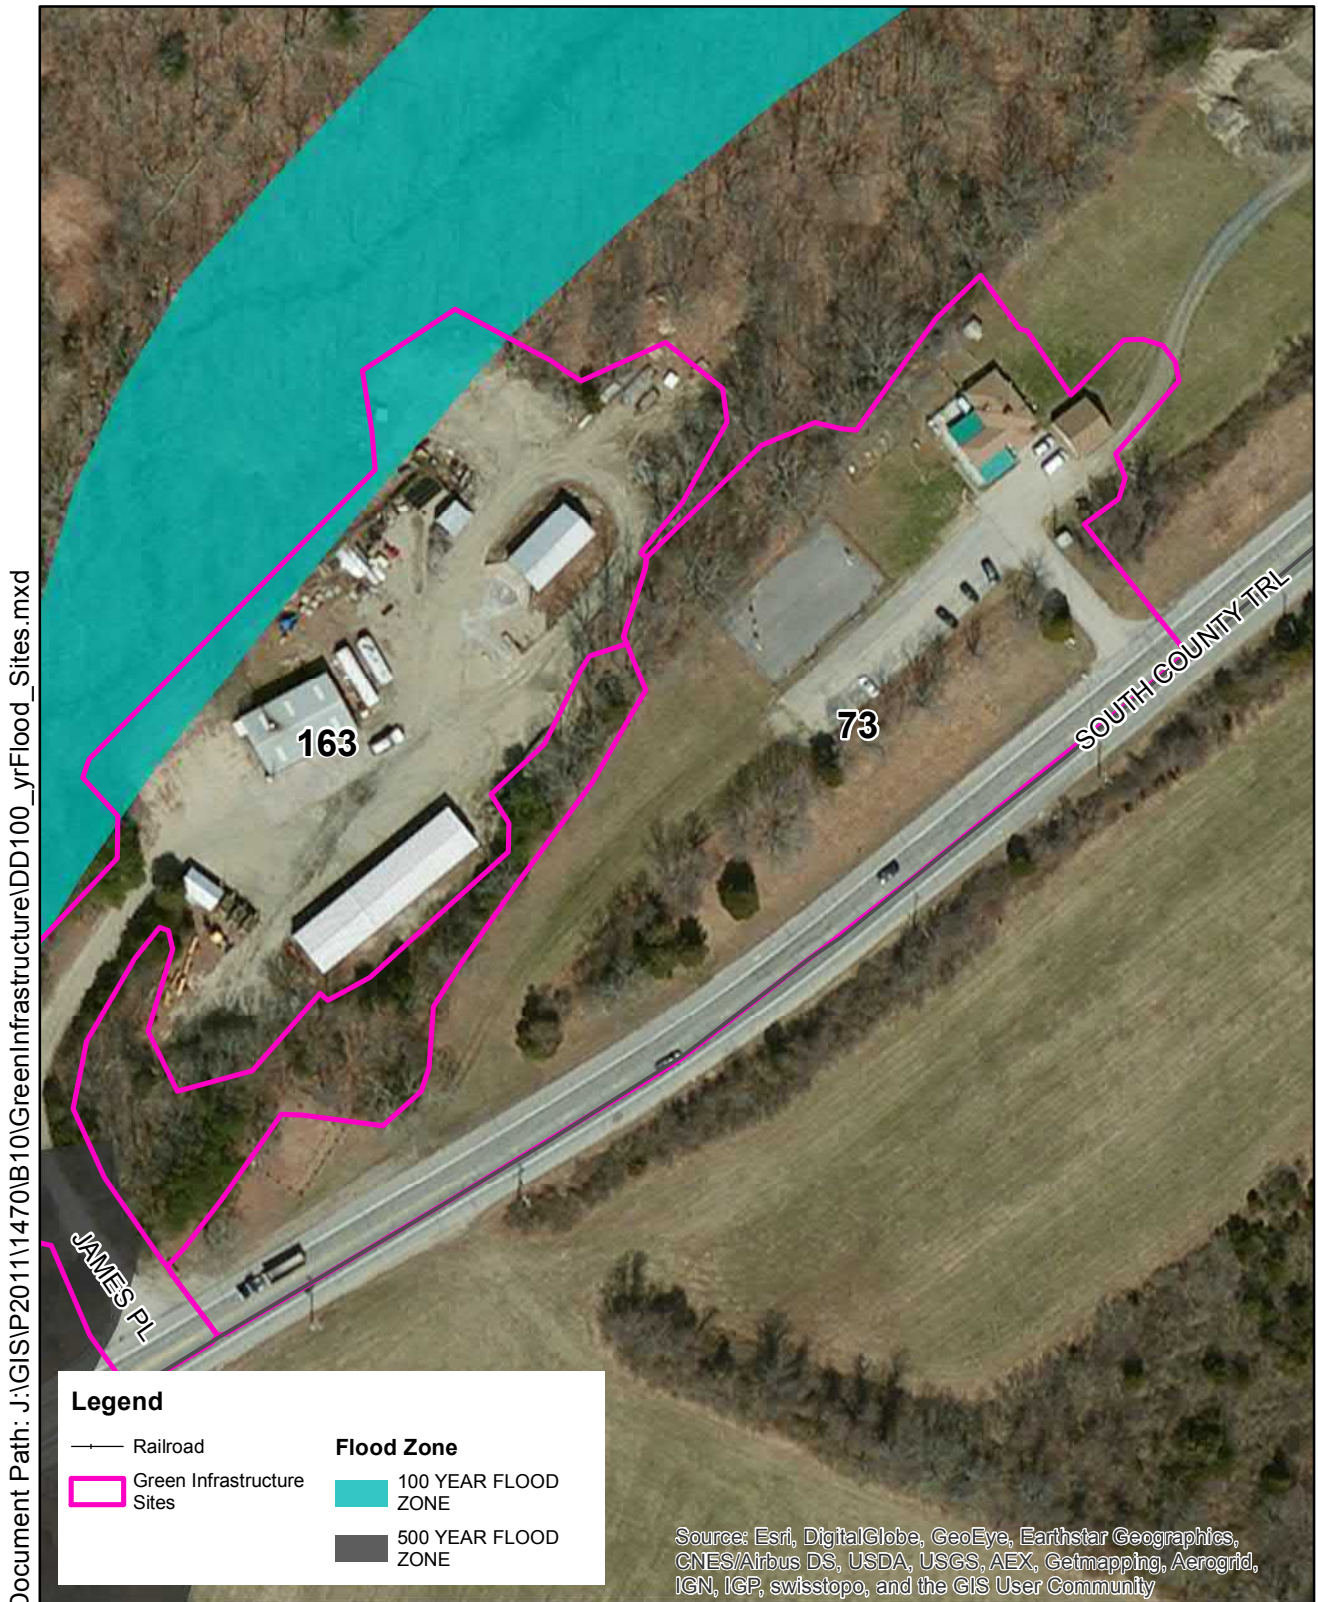 Document Path: J:\GIS\P2011\1470\B10\GreenInfrastructure\DD100_yrFlood_Sites.mxd
163
73
SOUTH COUNTY TRL
JAMES PL
Legend
Railroad
Green Infrastructure
Sites
Flood Zone
100 YEAR FLOOD
ZONE
500 YEAR FLOOD
ZONE
Source: Esri, DigitalGlobe, GeoEye, Earthstar Geographics,
CNES/Airbus DS, USDA, USGS, AEX, Getmapping, Aerogrid,
IGN, IGP, swisstopo, and the GIS User Community